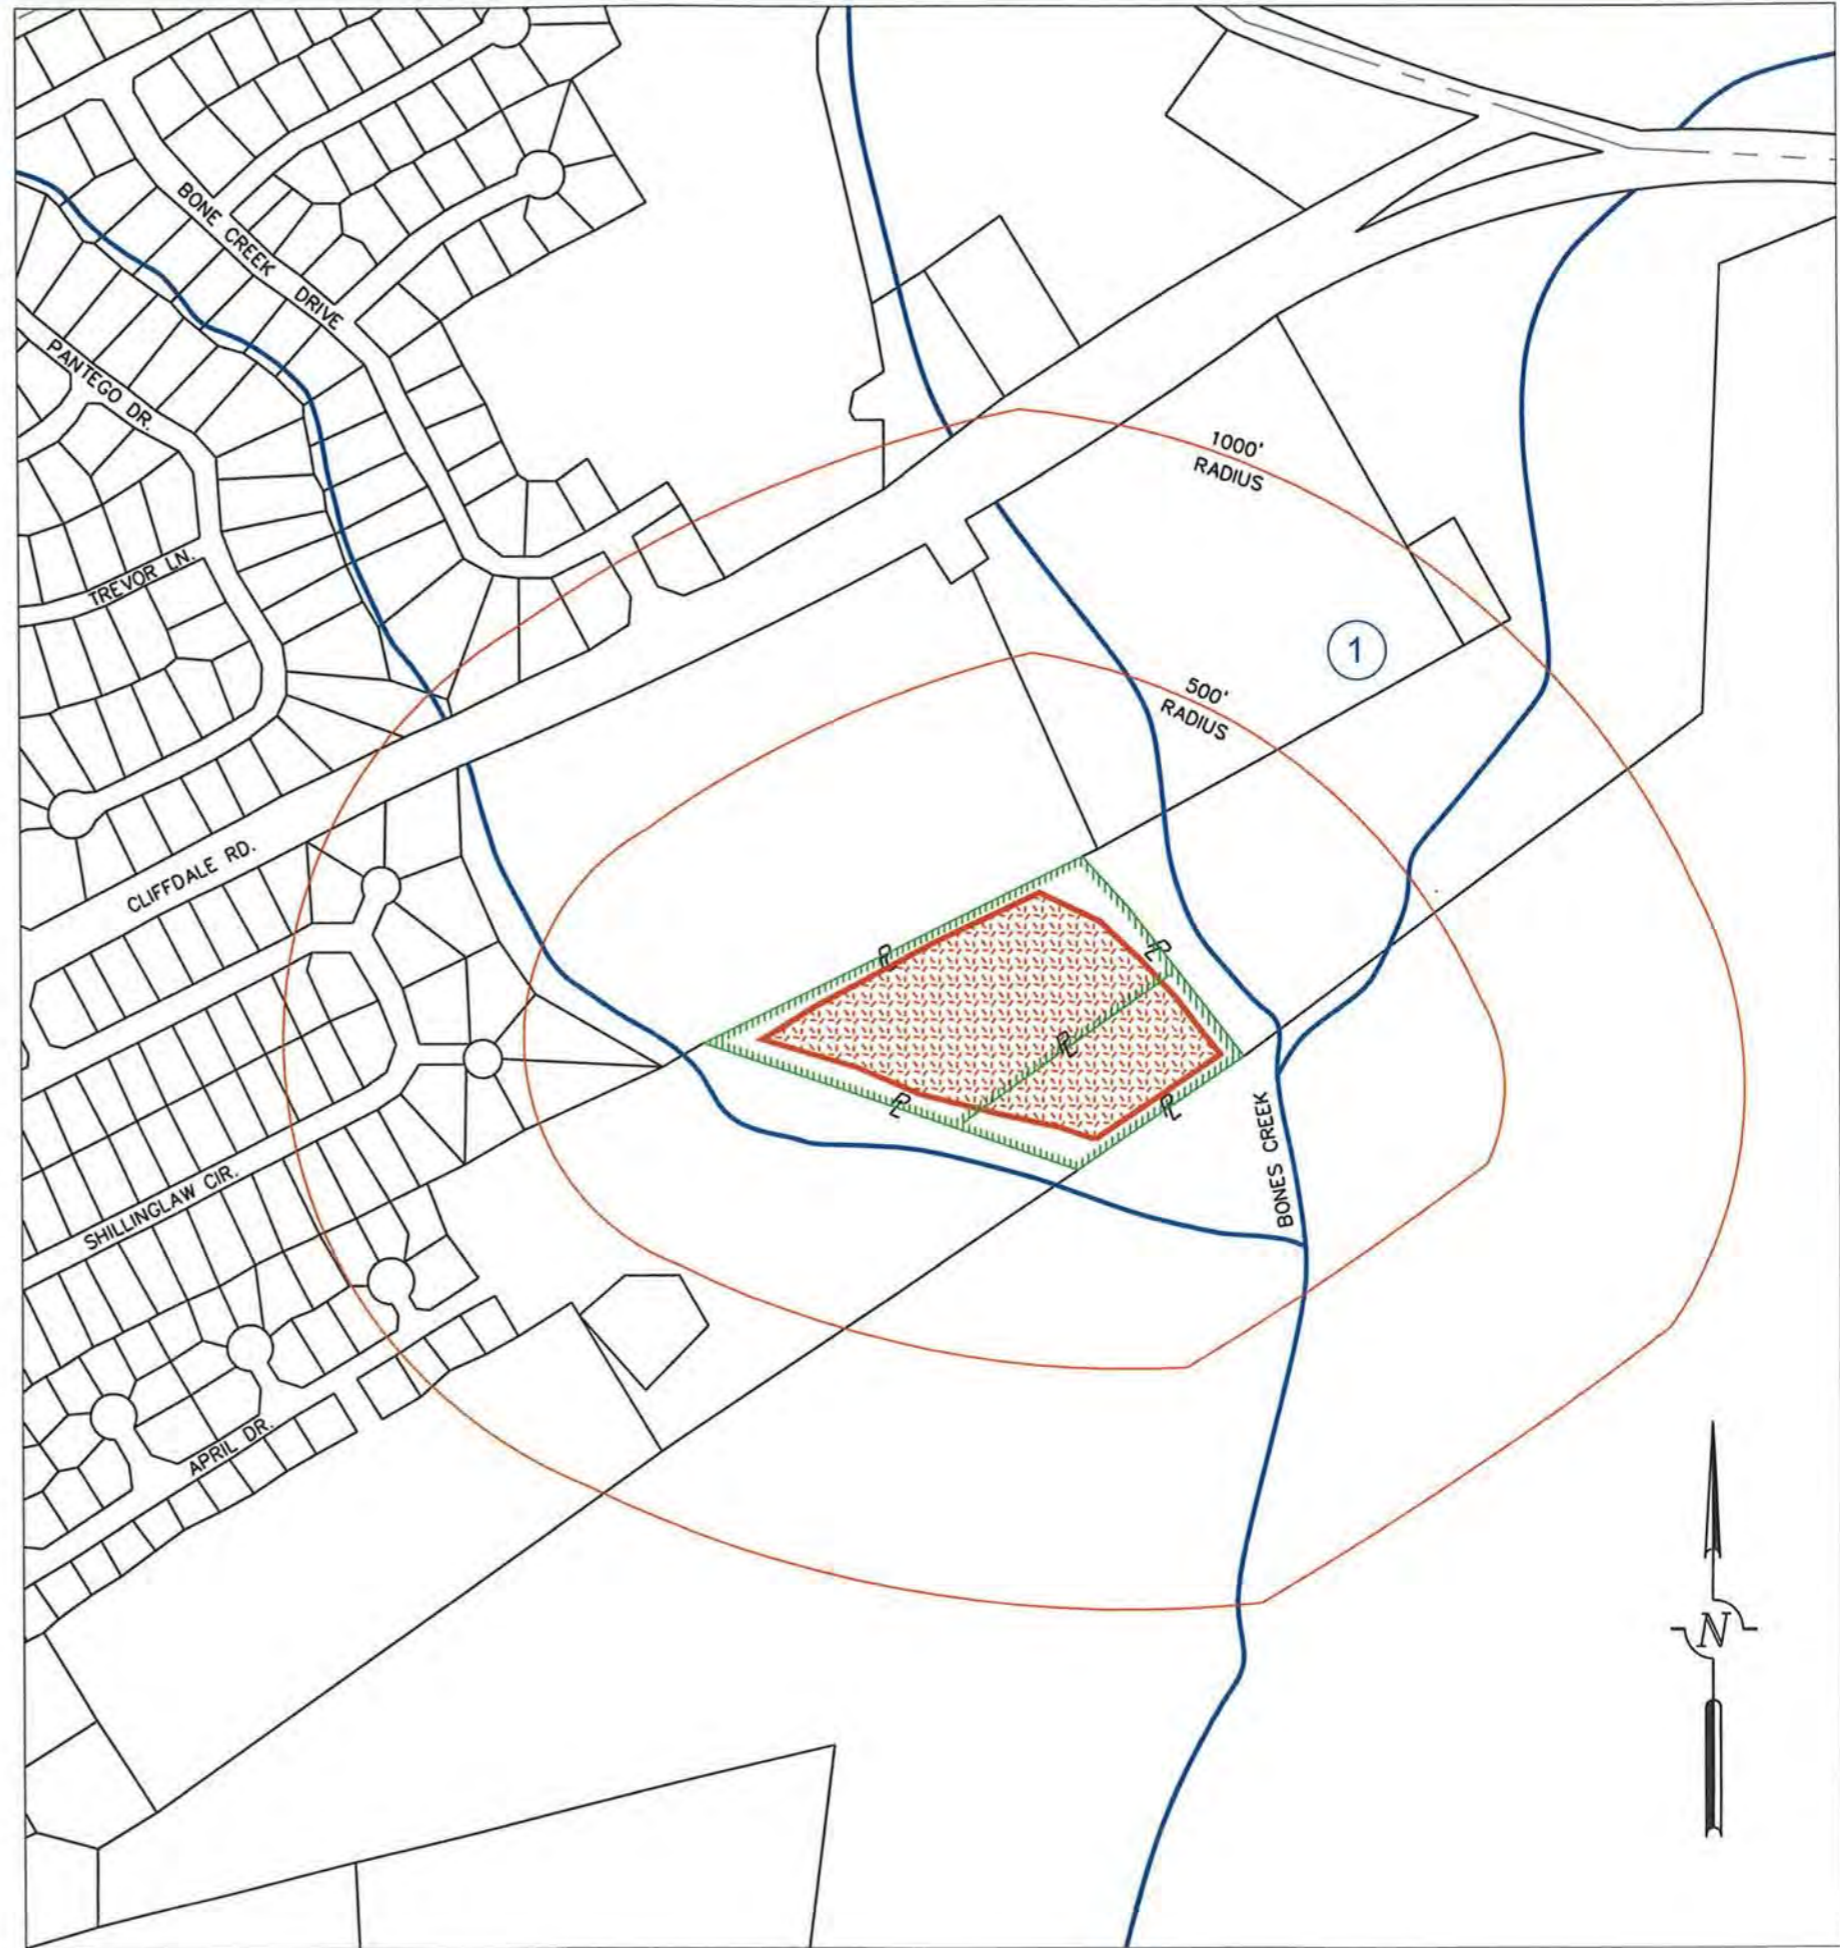 BONE CREEK DRIVE
PANTEGO DR.
1000'
RADIUS
TREVOR LN.
1
500'
RADIUS
CLIFFDALE RD.
PL
PL
PL
PL
PL
BONES CREEK
SHILLINGLAW CIR.
APRIL DR.
N